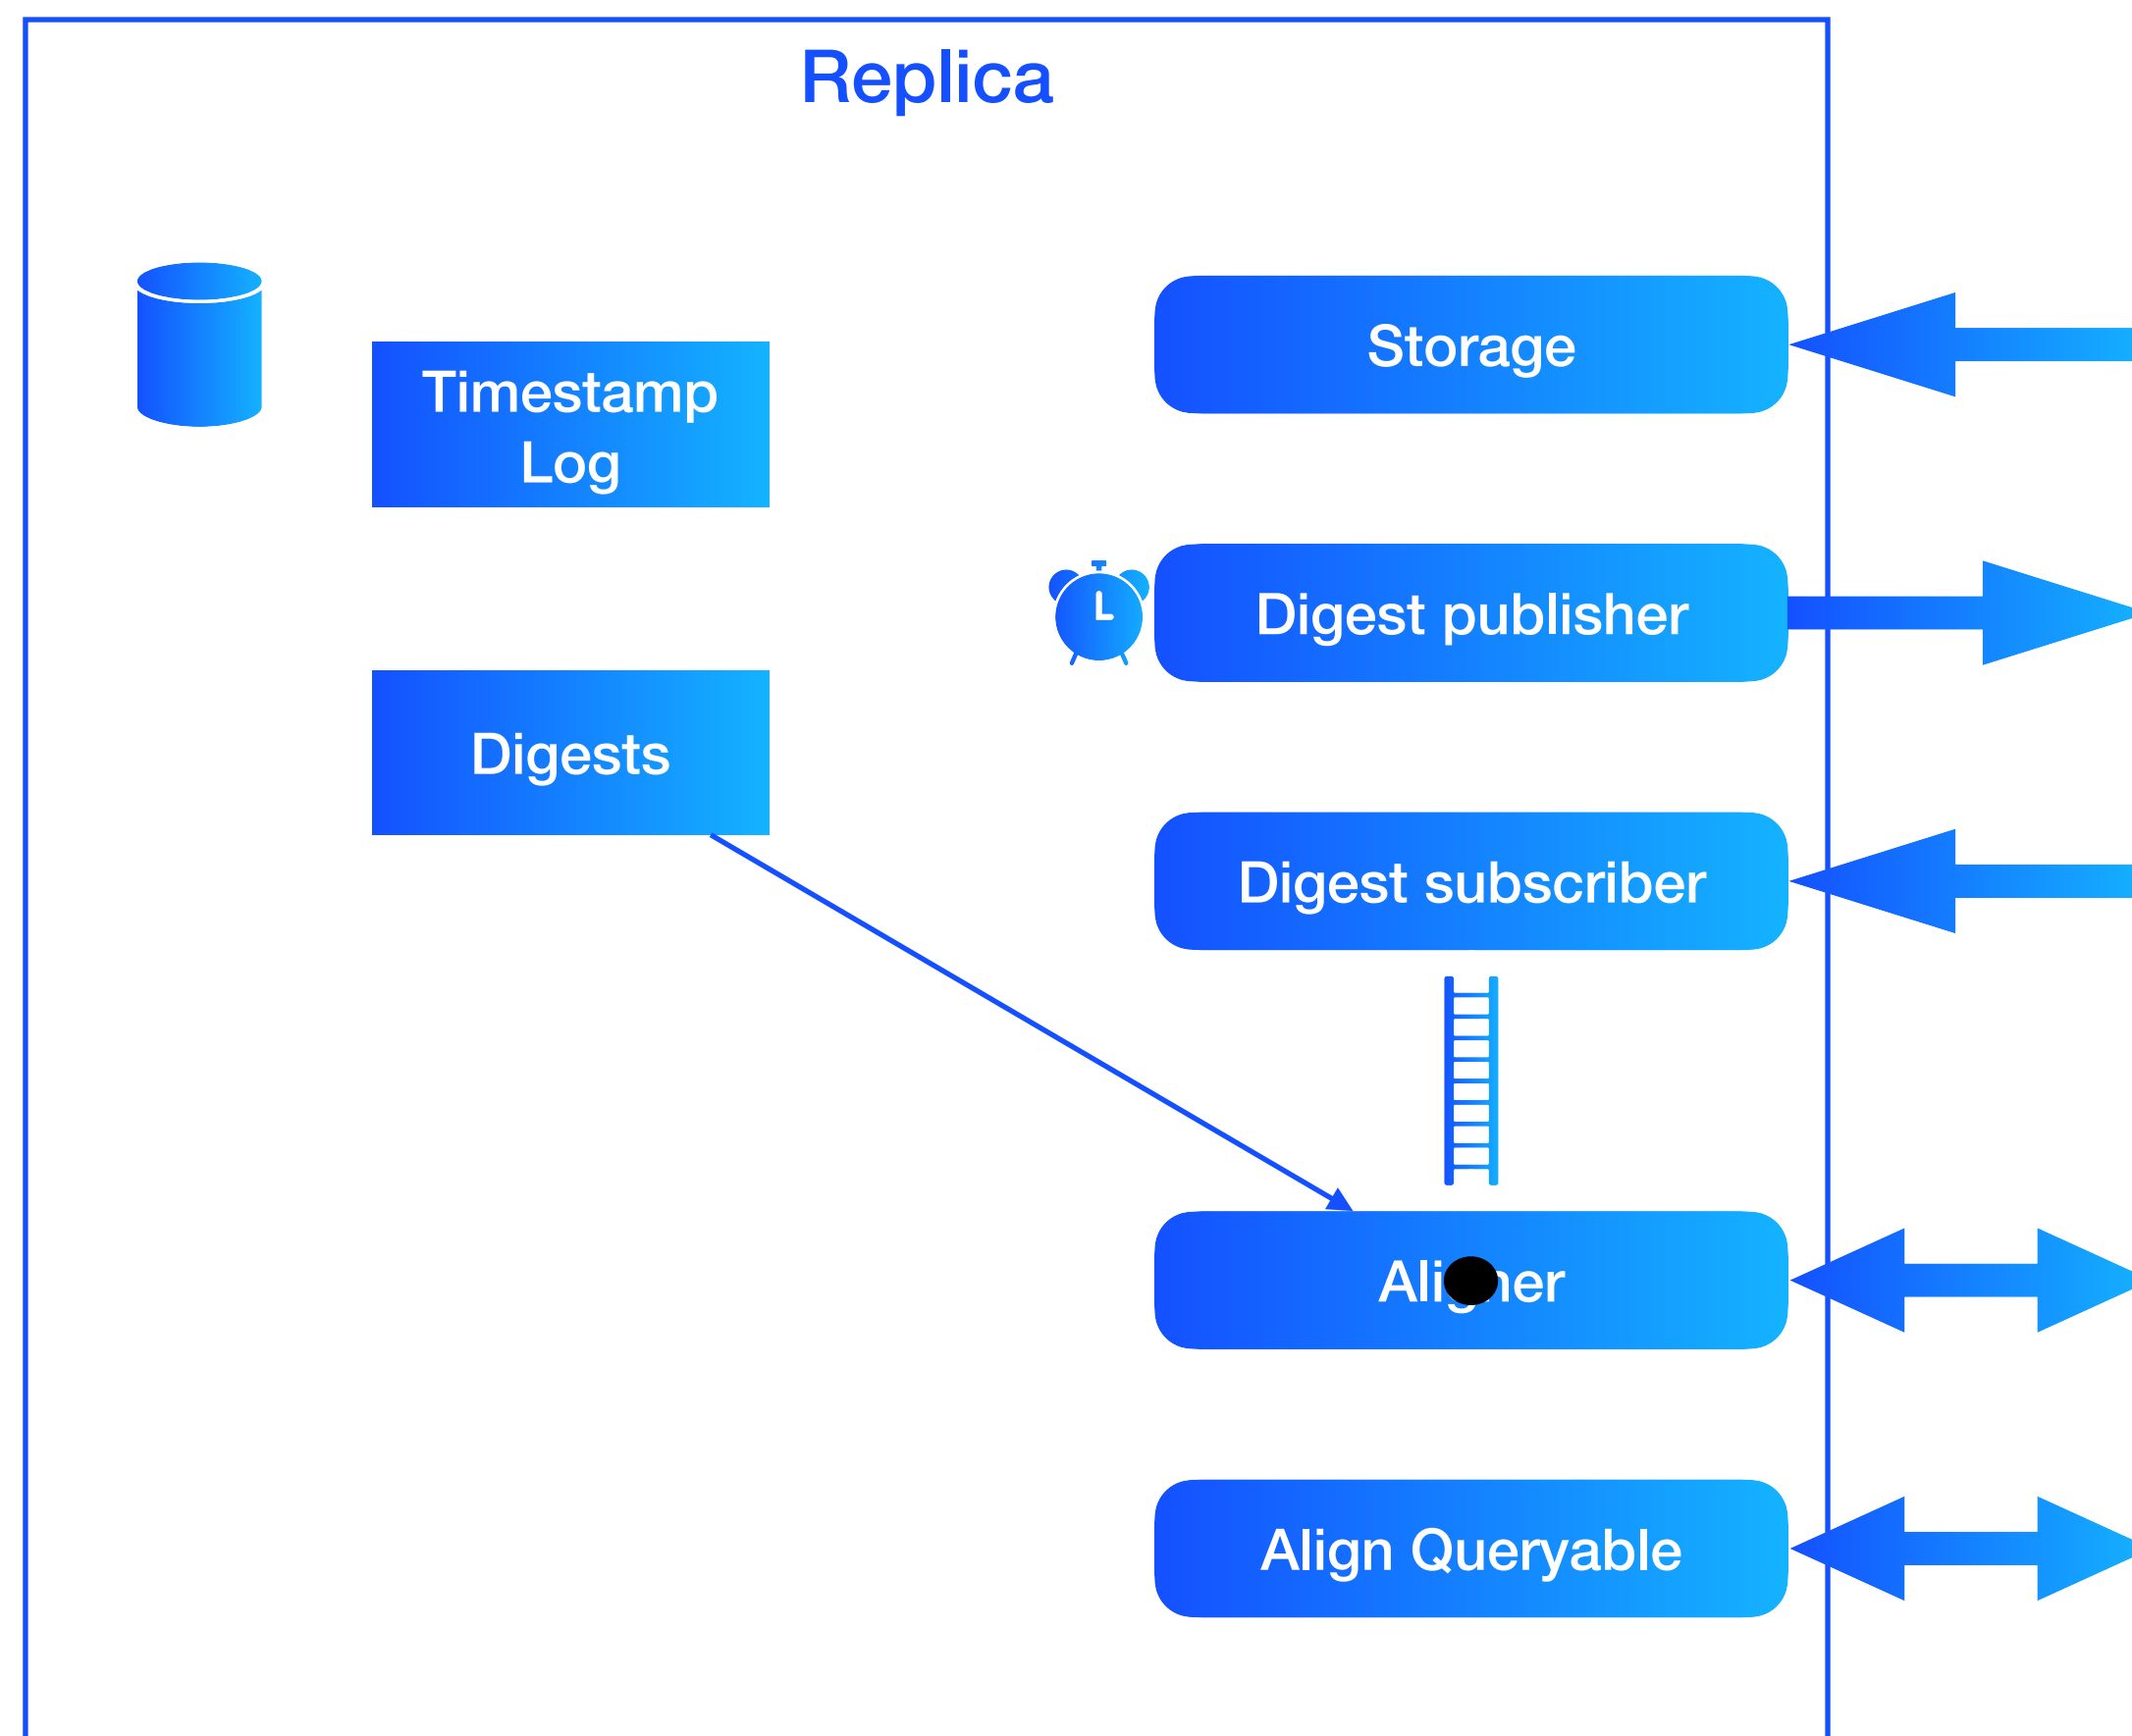 Replica
Timestamp
Log
Digests
Storage
Digest publisher
Digest subscriber
Align Queryable